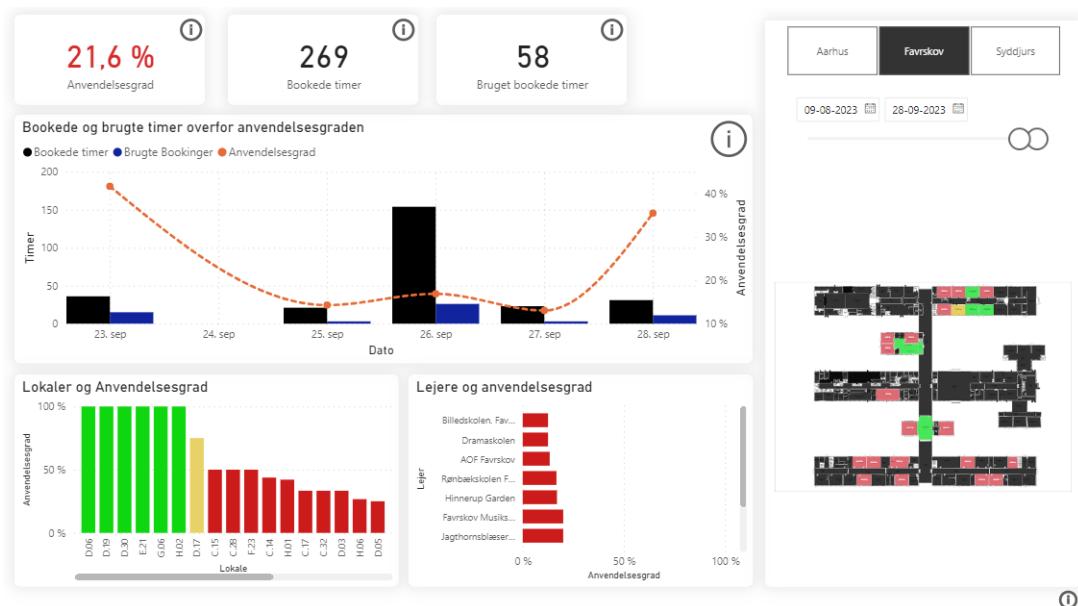 21,6 %
Anvendelsesgrad
269
Bookede timer
58
Bruget bookede timer
Aarhus
Favrskov
Syddjurs
09-08-2023
28-09-2023
Bookede og brugte timer overfor anvendelsesgraden
Bookede timer
Brugte Bookinger
Anvendelsesgrad
200
150
100
50
0
Timer
40 %
30 %
20 %
10 %
Anvendelsesgrad
23. sep
24. sep
25. sep
26. sep
27. sep
28. sep
Dato
Lokaler og Anvendelsesgrad
100 %
50 %
0 %
Anvendelsesgrad
D.06
D.19
D.30
E.21
G.06
H.02
D.17
C.15
C.28
F.23
C.14
H.01
C.17
C.32
D.03
H.06
D.05
Lokale
Lejere og anvendelsesgrad
Lejer
Billedskolen. Fav...
Dramaskolen
AOF Favrskov
Rønbækskolen F...
Hinnerup Garden
Favrskov Musiks...
Jagthornsblæser...
0 %
50 %
100 %
Anvendelsesgrad